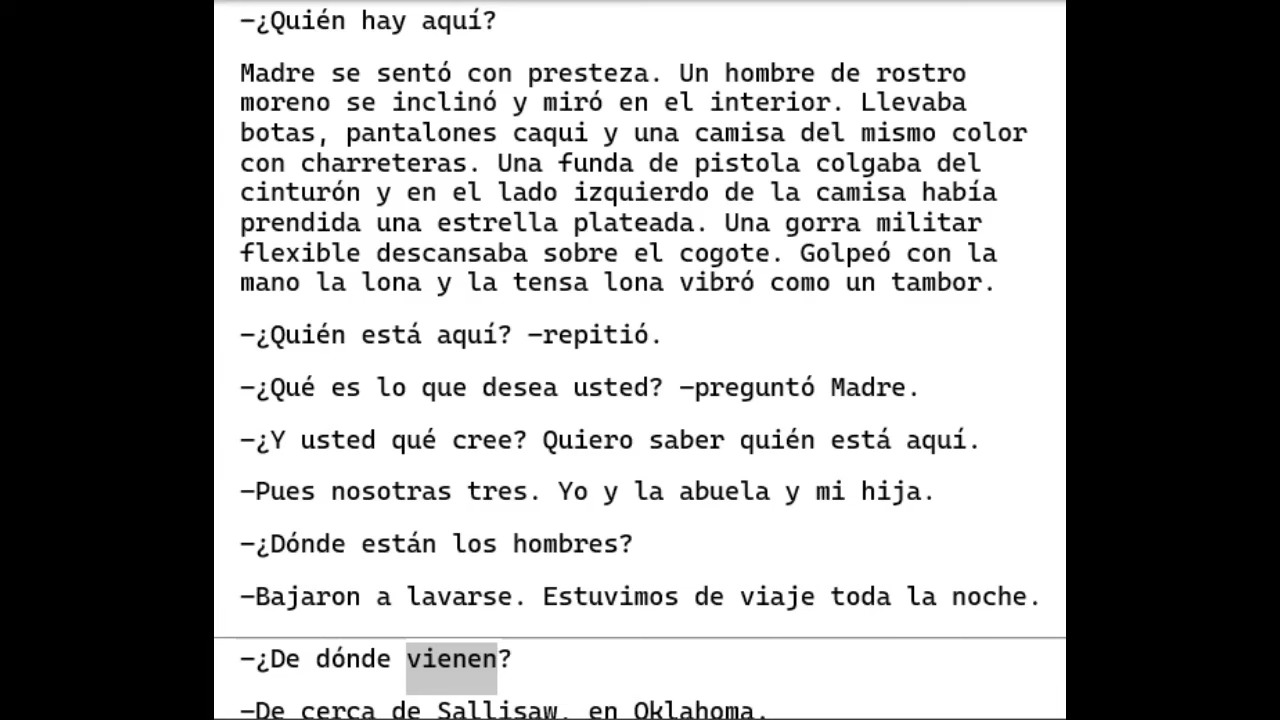 —¿Quién hay aquí?
Madre se sentó con presteza. Un hombre de rostro
moreno se inclinó y miró en el interior. Llevaba
botas, pantalones caqui y una camisa del mismo color
con charreteras. Una funda de pistola colgaba del
cinturón y en el lado izquierdo de la camisa había
prendida una estrella plateada. Una gorra militar
flexible descansaba sobre el cogote. Golpeó con la
mano la lona y la tensa lona vibró como un tambor.
—¿Quién está aquí? —repitió.
—¿Qué es lo que desea usted? —preguntó Madre.
—¿Y usted qué cree? Quiero saber quién está aquí.
—Pues nosotras tres. Yo y la abuela y mi hija.
—¿Dónde están los hombres?
—Bajaron a lavarse. Estuvimos de viaje toda la noche.
—¿De dónde vienen?
—De cerca de Sallisaw, en Oklahoma.